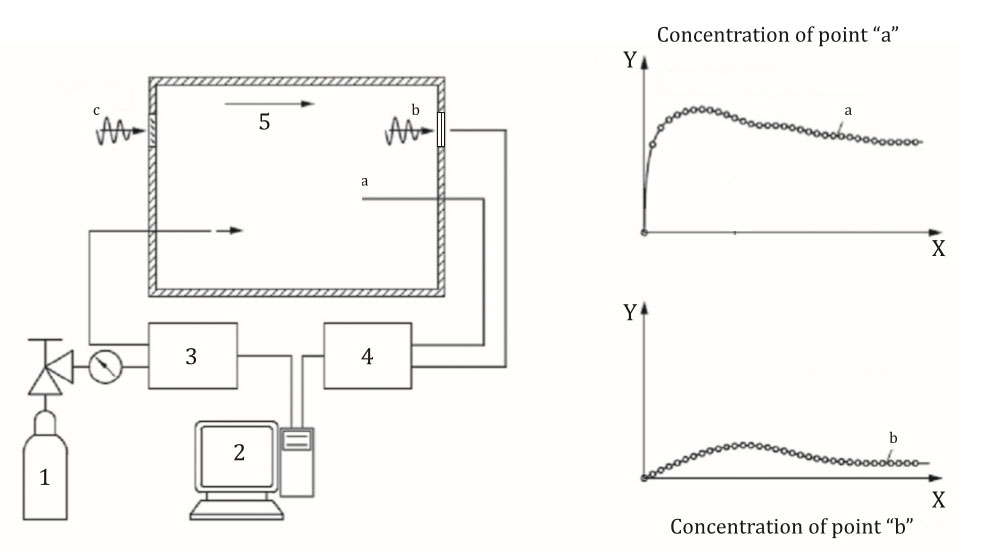 Concentration of point “a”
Y
c
b
5
a
a
X
Y
3
4
2
b
1
X
Concentration of point “b”